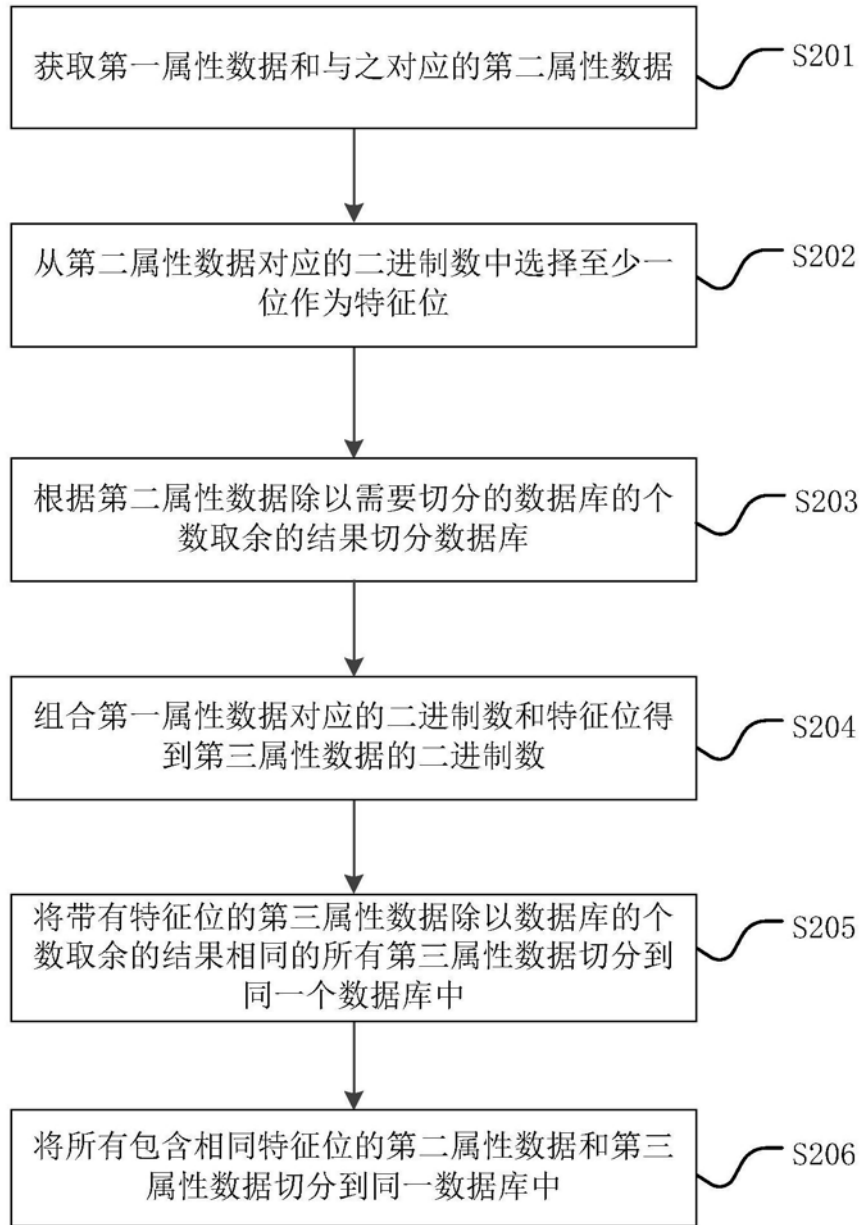 获取第一属性数据和与之对应的第二属性数据
S201
从第二属性数据对应的二进制数中选择至少一
位作为特征位
S202
根据第二属性数据除以需要切分的数据库的个
数取余的结果切分数据库
S203
组合第一属性数据对应的二进制数和特征位得
到第三属性数据的二进制数
S204
将带有特征位的第三属性数据除以数据库的个
数取余的结果相同的所有第三属性数据切分到
同一个数据库中
S205
将所有包含相同特征位的第二属性数据和第三
属性数据切分到同一数据库中
S206